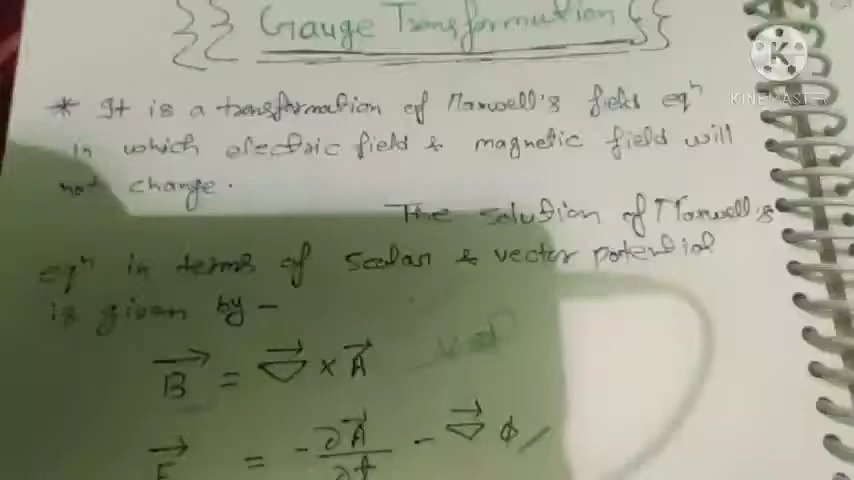 {{ Gauge Transformation }}
K
KINEMASTER
* It is a transformation of Maxwell's field eqⁿ
in which electric field & magnetic field will
not change.
The solution of Maxwell's
eqⁿ in terms of scalar & vector potential
is given by -
B⃗ = ∇⃗ × A⃗
E⃗ = -∂A⃗/∂t - ∇⃗ϕ